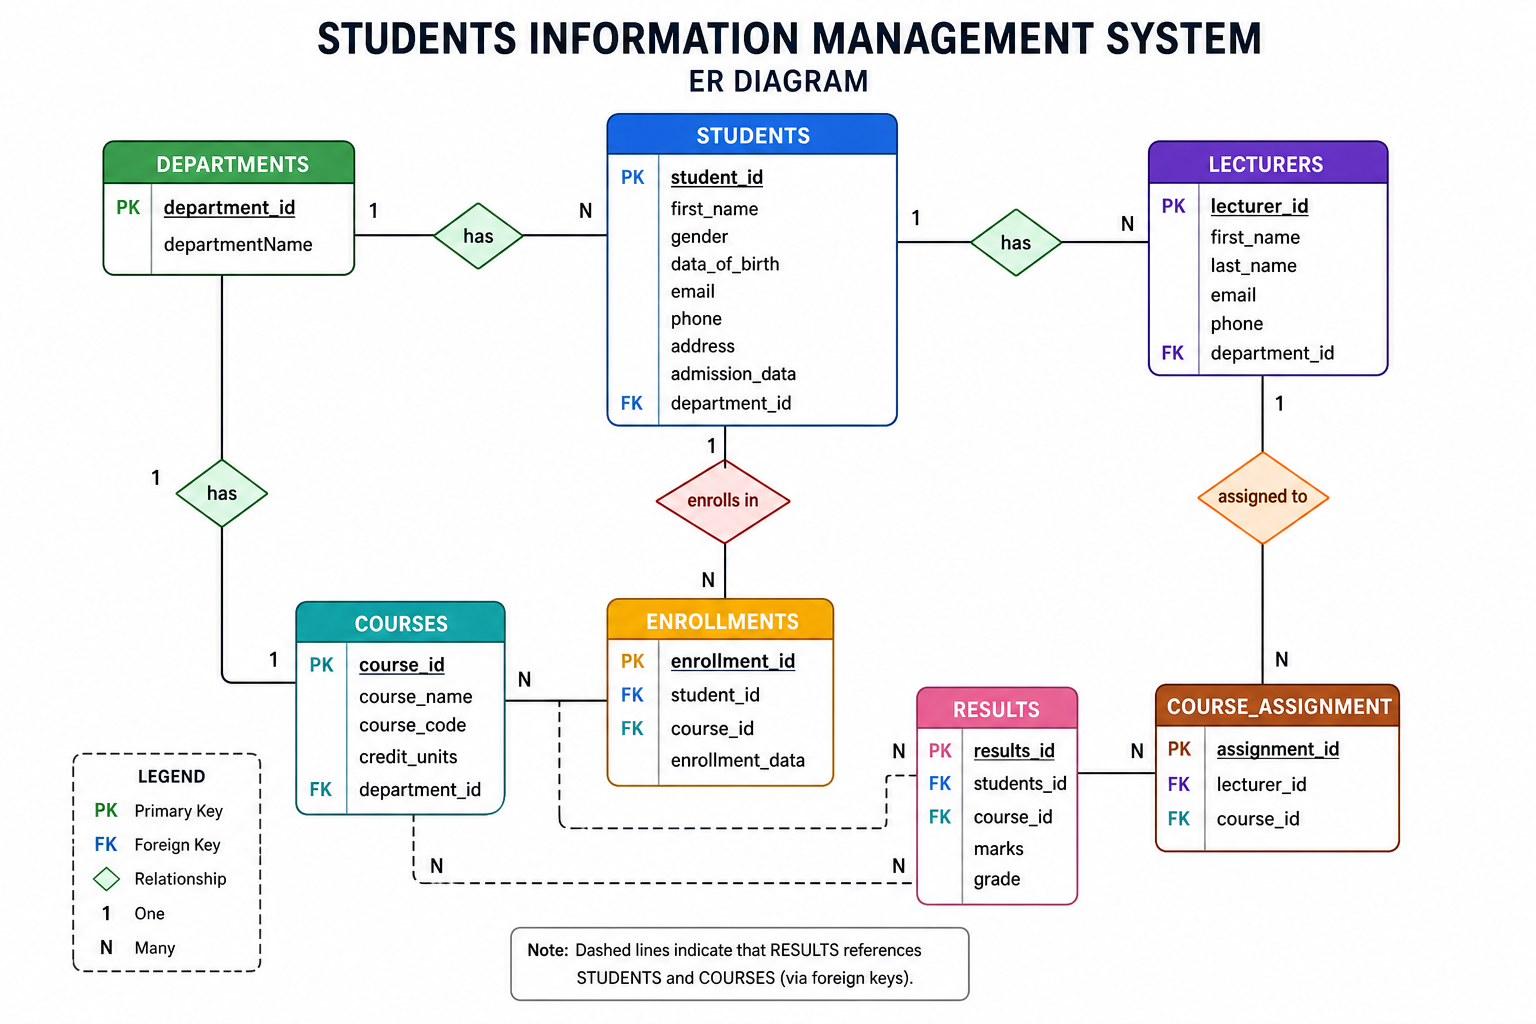 STUDENTS INFORMATION MANAGEMENT SYSTEM
ER DIAGRAM
DEPARTMENTS
PK department_id
departmentName
1
has
N
STUDENTS
PK student_id
first_name
gender
data_of_birth
email
phone
address
admission_data
FK department_id
1
has
N
LECTURERS
PK lecturer_id
first_name
last_name
email
phone
FK department_id
1
has
1
1
enrolls in
N
1
assigned to
N
COURSES
PK course_id
course_name
course_code
credit_units
FK department_id
N
ENROLLMENTS
PK enrollment_id
FK student_id
FK course_id
enrollment_data
N
RESULTS
PK results_id
FK students_id
FK course_id
marks
grade
N
COURSE_ASSIGNMENT
PK assignment_id
FK lecturer_id
FK course_id
N
N
LEGEND
PK Primary Key
FK Foreign Key
Relationship
1 One
N Many
Note: Dashed lines indicate that RESULTS references
STUDENTS and COURSES (via foreign keys).